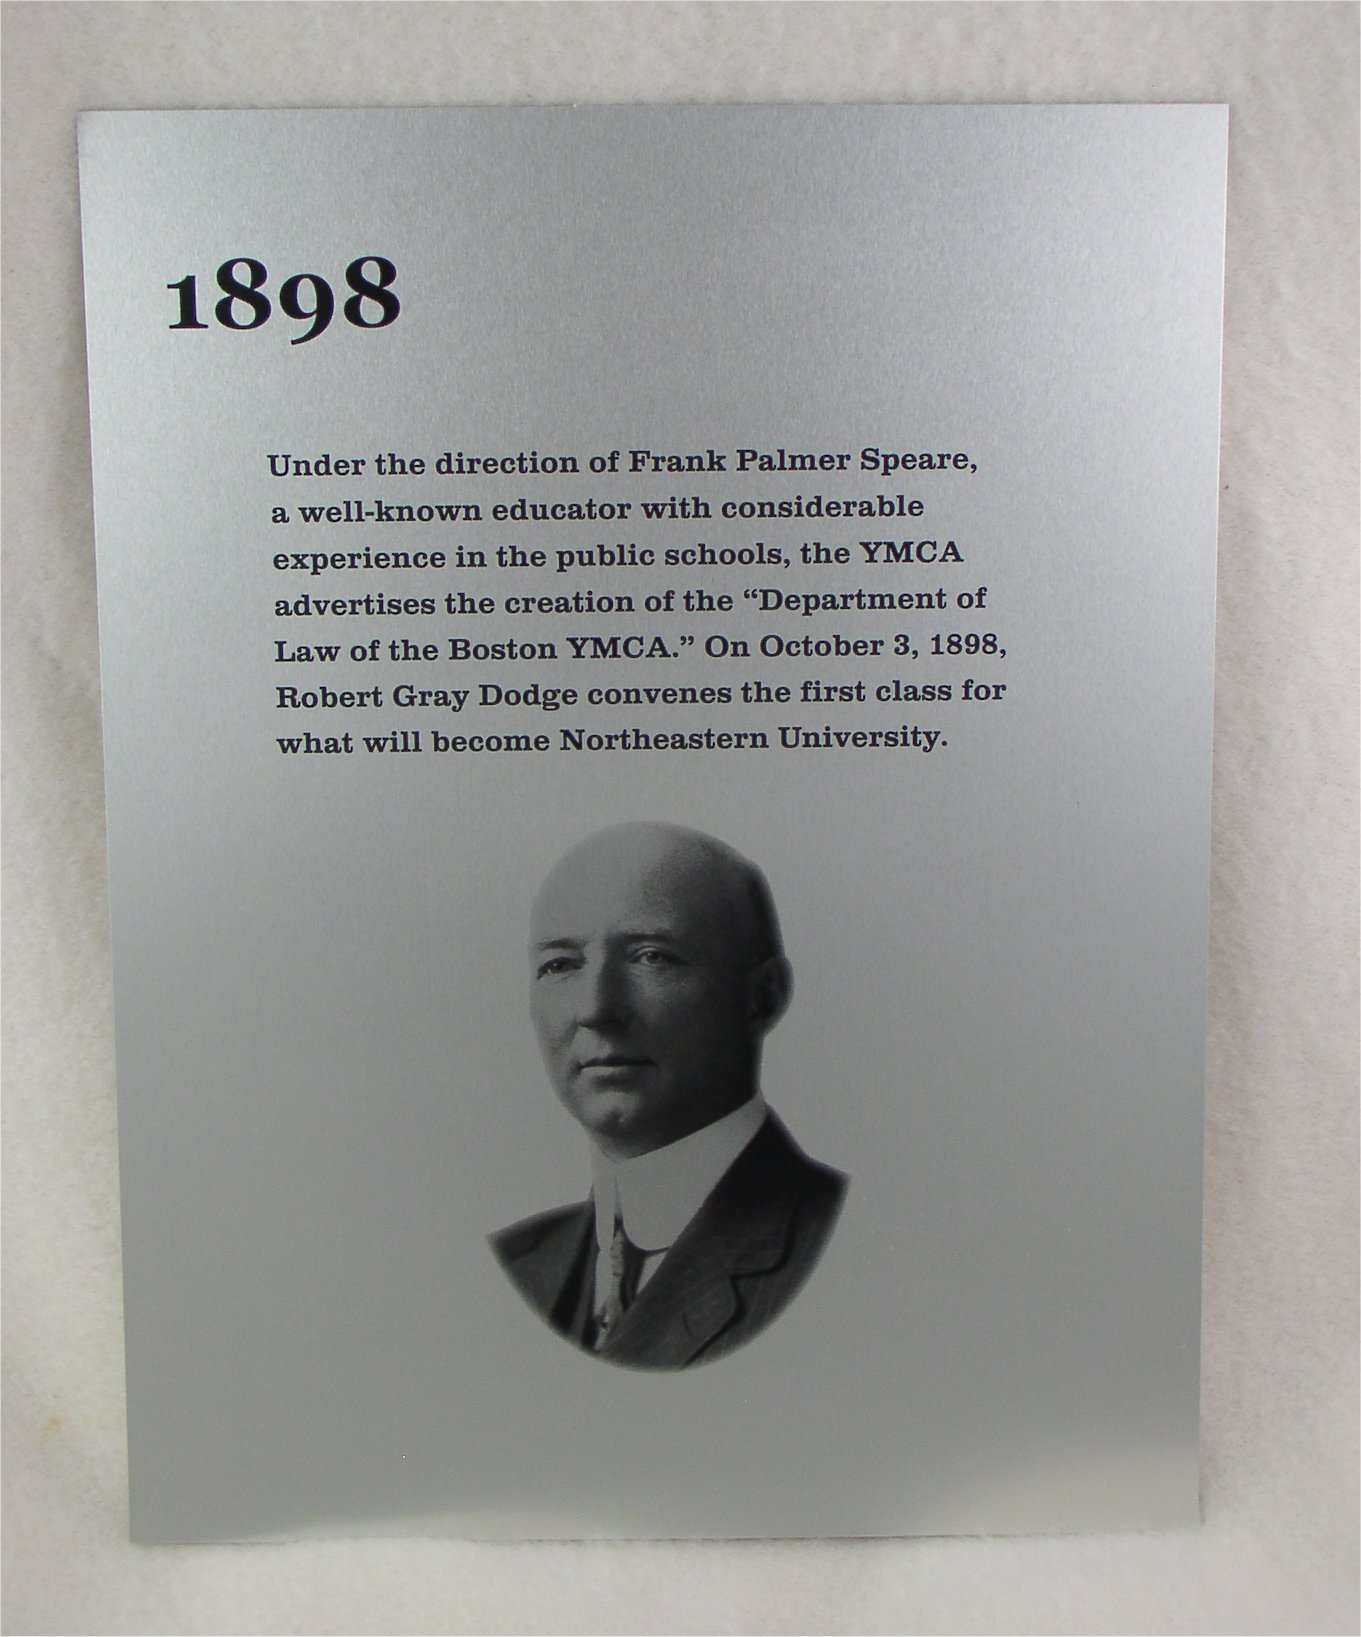 1898
Under the direction of Frank Palmer Speare,
a well-known educator with considerable
experience in the public schools, the YMCA
advertises the creation of the “Department of
Law of the Boston YMCA.” On October 3, 1898,
Robert Gray Dodge convenes the first class for
what will become Northeastern University.